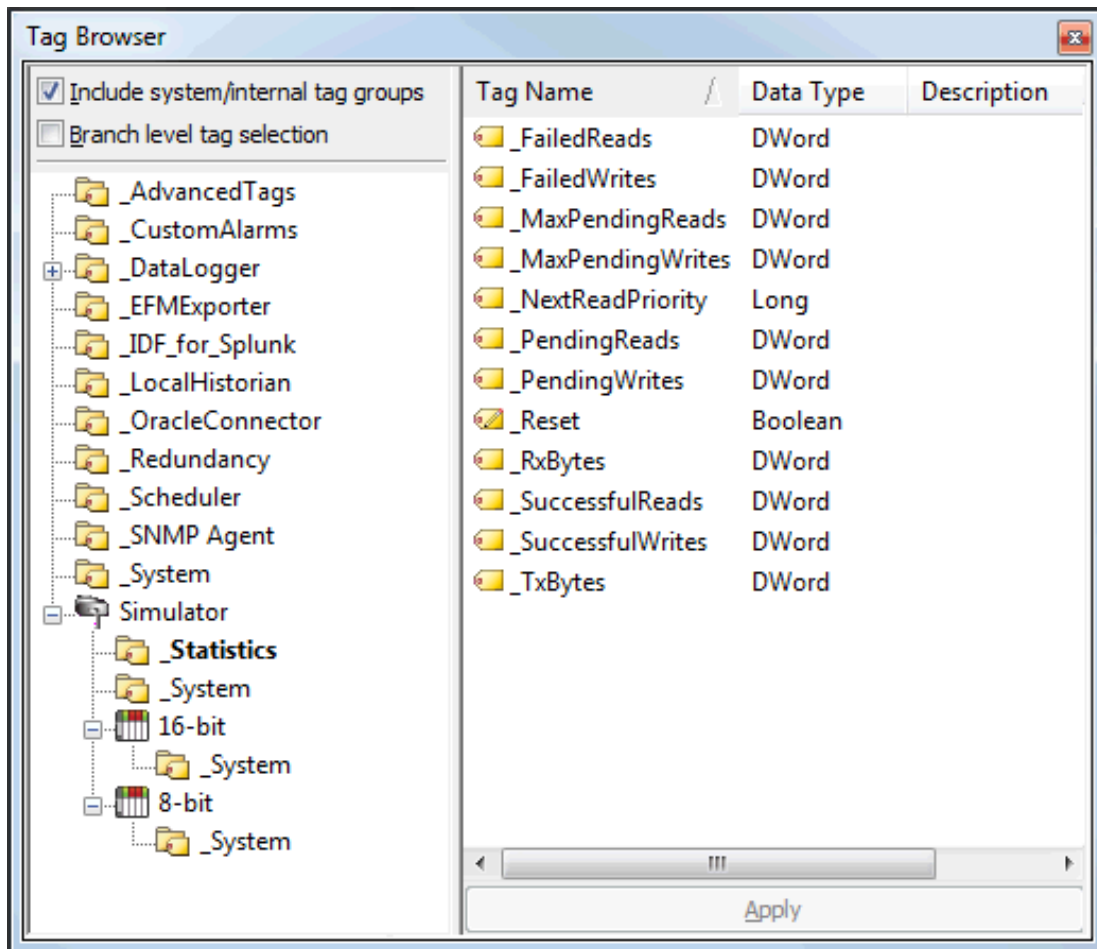 Tag Browser
Include system/internal tag groups
Branch level tag selection
_AdvancedTags
_CustomAlarms
_DataLogger
_EFMExporter
_IDF_for_Splunk
_LocalHistorian
_OracleConnector
_Redundancy
_Scheduler
_SNMP Agent
_System
Simulator
_Statistics
_System
16-bit
_System
8-bit
_System
Tag Name Data Type Description
_FailedReads DWord
_FailedWrites DWord
_MaxPendingReads DWord
_MaxPendingWrites DWord
_NextReadPriority Long
_PendingReads DWord
_PendingWrites DWord
_Reset Boolean
_RxBytes DWord
_SuccessfulReads DWord
_SuccessfulWrites DWord
_TxBytes DWord
Apply